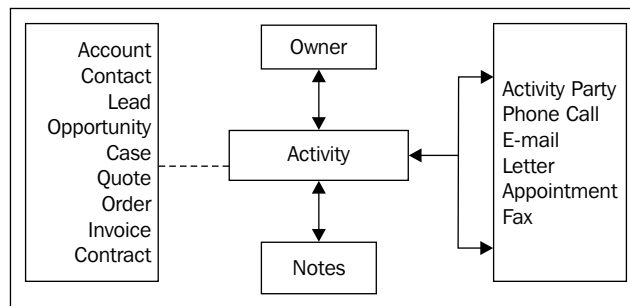 Account
Contact
Lead
Opportunity
Case
Quote
Order
Invoice
Contract
Owner
Activity
Notes
Activity Party
Phone Call
E-mail
Letter
Appointment
Fax